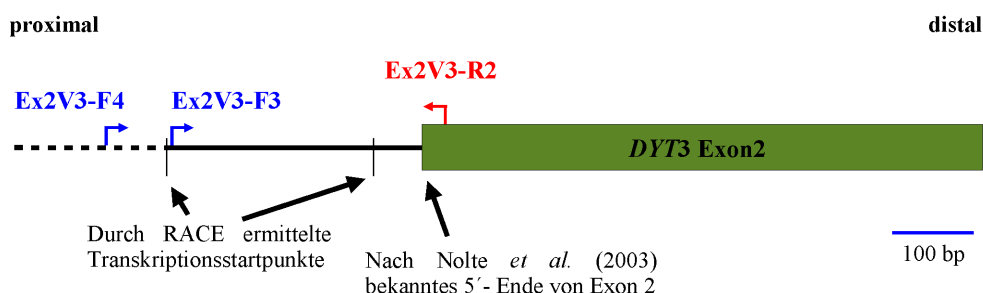 proximal
distal
Ex2V3-R2
Ex2V3-F4
Ex2V3-F3
DYT3 Exon2
Durch RACE ermittelte
Transkriptionsstartpunkte
Nach Nolte et al. (2003)
bekanntes 5´- Ende von Exon 2
100 bp